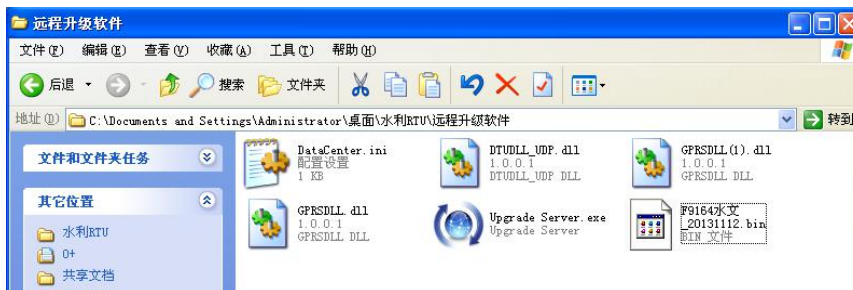 远程升级软件
文件(F) 编辑(E) 查看(V) 收藏(A) 工具(T) 帮助(H)
后退 搜索 文件夹
地址(D) C:\Documents and Settings\Administrator\桌面\水利RTU\远程升级软件 转到
文件和文件夹任务
其它位置
水利RTU
0+
共享文档
DataCenter.ini
配置设置
1 KB
DTUDLL_UDP.dll
1.0.0.1
DTUDLL_UDP DLL
GPRSDLL(1).dll
1.0.0.1
GPRSDLL DLL
GPRSDLL.dll
1.0.0.1
GPRSDLL DLL
Upgrade Server.exe
Upgrade Server
F9164水文
_20131112.bin
BIN 文件